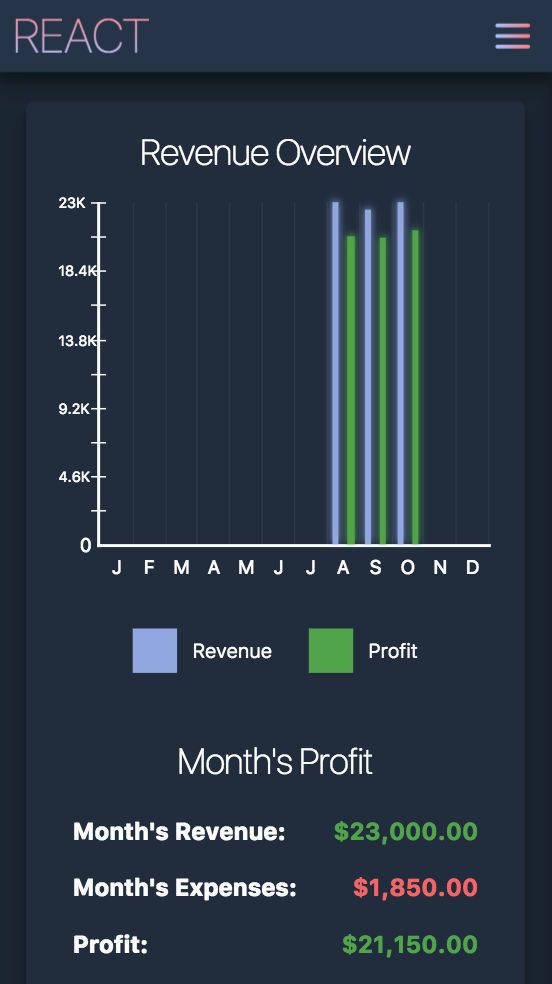 REACT
Revenue Overview
23K
18.4K
13.8K
9.2K
4.6K
0
J F M A M J J A S O N D
Revenue Profit
Month's Profit
Month's Revenue: $23,000.00
Month's Expenses: $1,850.00
Profit: $21,150.00